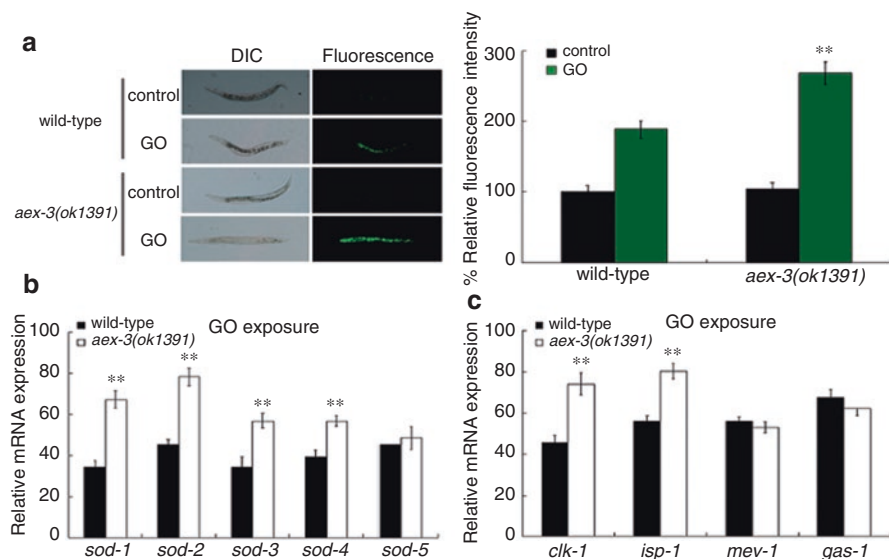 a
DIC Fluorescence
wild-type
control
GO
aex-3(ok1391)
control
GO
% Relative fluorescence intensity
300
200
100
0
control
GO
**
wild-type aex-3(ok1391)
b
Relative mRNA expression
100
80
60
40
20
0
wild-type
aex-3(ok1391)
GO exposure
** ** ** **
sod-1 sod-2 sod-3 sod-4 sod-5
c
Relative mRNA expression
100
80
60
40
20
0
wild-type
aex-3(ok1391)
GO exposure
** **
clk-1 isp-1 mev-1 gas-1